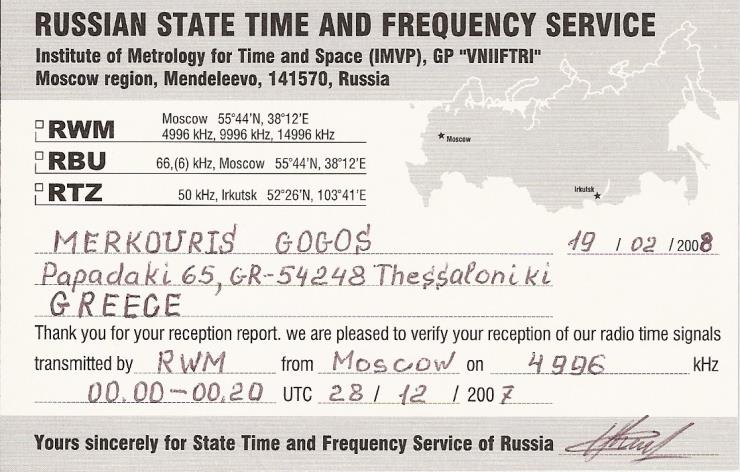 RUSSIAN STATE TIME AND FREQUENCY SERVICE
Institute of Metrology for Time and Space (IMVP), GP "VNIIFTRI"
Moscow region, Mendeleevo, 141570, Russia
RWM Moscow 55°44'N, 38°12'E
4996 kHz, 9996 kHz, 14996 kHz
RBU 66,(6) kHz, Moscow 55°44'N, 38°12'E
RTZ 50 kHz, Irkutsk 52°26'N, 103°41'E
Moscow
Irkutsk
MERKOURIS GOGOS 19 / 02 / 2008
Papadaki 65, GR-54248 Thessaloniki
GREECE
Thank you for your reception report. we are pleased to verify your reception of our radio time signals
transmitted by RWM from Moscow on 4996 kHz
00.00-00.20 UTC 28 / 12 / 2007
Yours sincerely for State Time and Frequency Service of Russia